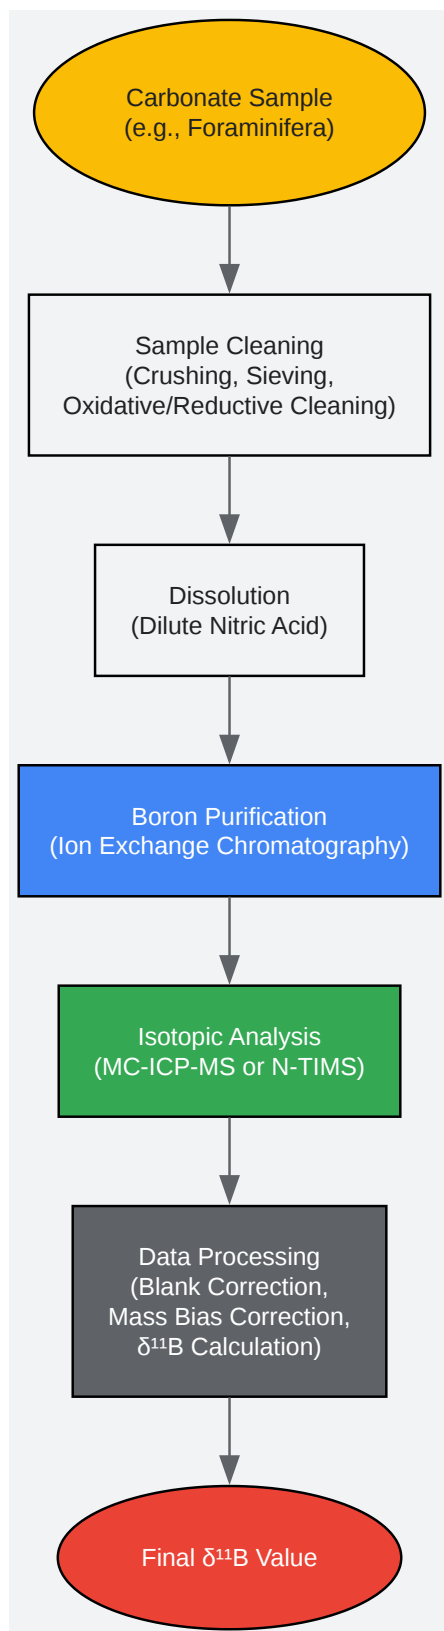 Carbonate Sample
(e.g., Foraminifera)
Sample Cleaning
(Crushing, Sieving,
Oxidative/Reductive Cleaning)
Dissolution
(Dilute Nitric Acid)
Boron Purification
(Ion Exchange Chromatography)
Isotopic Analysis
(MC-ICP-MS or N-TIMS)
Data Processing
(Blank Correction,
Mass Bias Correction,
δ¹¹B Calculation)
Final δ¹¹B Value